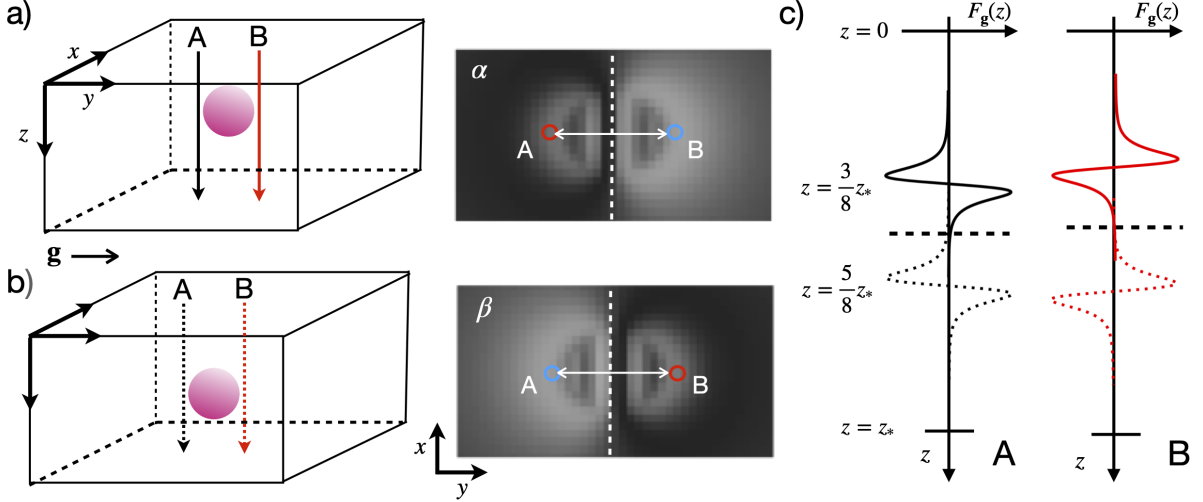 a)
A
B
x
y
z
g
α
A
B
b)
A
B
β
A
B
x
y
c)
F_g(z)
F_g(z)
z = 0
z = 3/8 z_*
z = 5/8 z_*
z = z_*
z
A
z
B